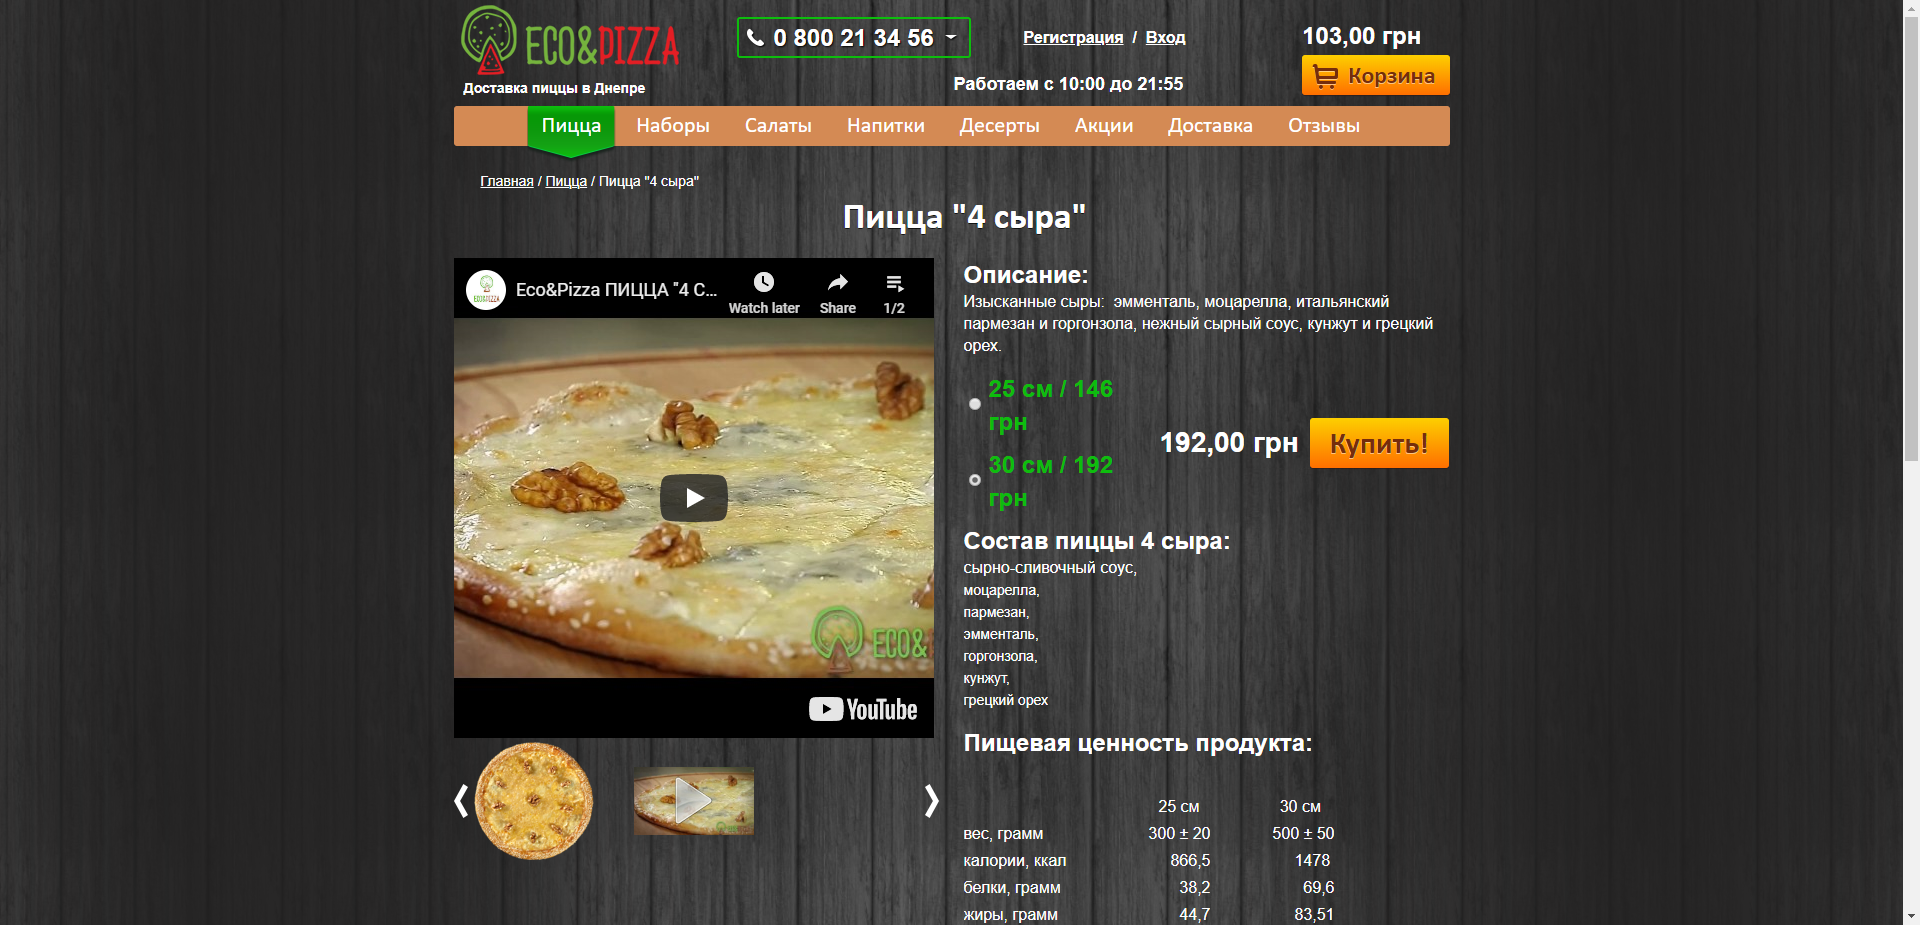 ECO&PIZZA
Доставка пиццы в Днепре
0 800 21 34 56
Регистрация / Вход
Работаем с 10:00 до 21:55
103,00 грн
Корзина
Пицца Наборы Салаты Напитки Десерты Акции Доставка Отзывы
Главная / Пицца / Пицца "4 сыра"
Пицца "4 сыра"
ECO&PIZZA
Eco&Pizza ПИЦЦА "4 С...
Watch later
Share
1/2
ECO&
YouTube
Описание:
Изысканные сыры: эмменталь, моцарелла, итальянский
пармезан и горгонзола, нежный сырный соус, кунжут и грецкий
орех.
25 см / 146
грн
30 см / 192
грн
192,00 грн
Купить!
Состав пиццы 4 сыра:
сырно-сливочный соус,
моцарелла,
пармезан,
эмменталь,
горгонзола,
кунжут,
грецкий орех
Пищевая ценность продукта:
25 см 30 см
вес, грамм 300 ± 20 500 ± 50
калории, ккал 866,5 1478
белки, грамм 38,2 69,6
жиры, грамм 44,7 83,51